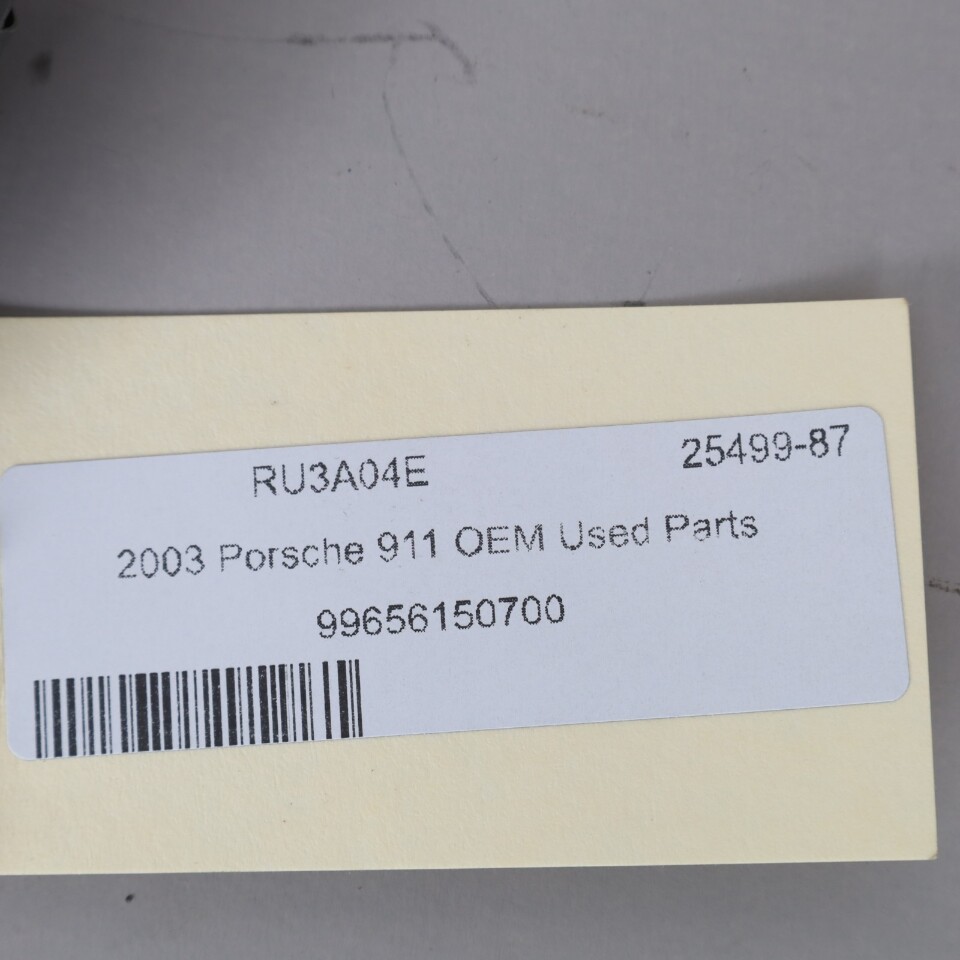 RU3A04E 25499-87
2003 Porsche 911 OEM Used Parts
99656150700